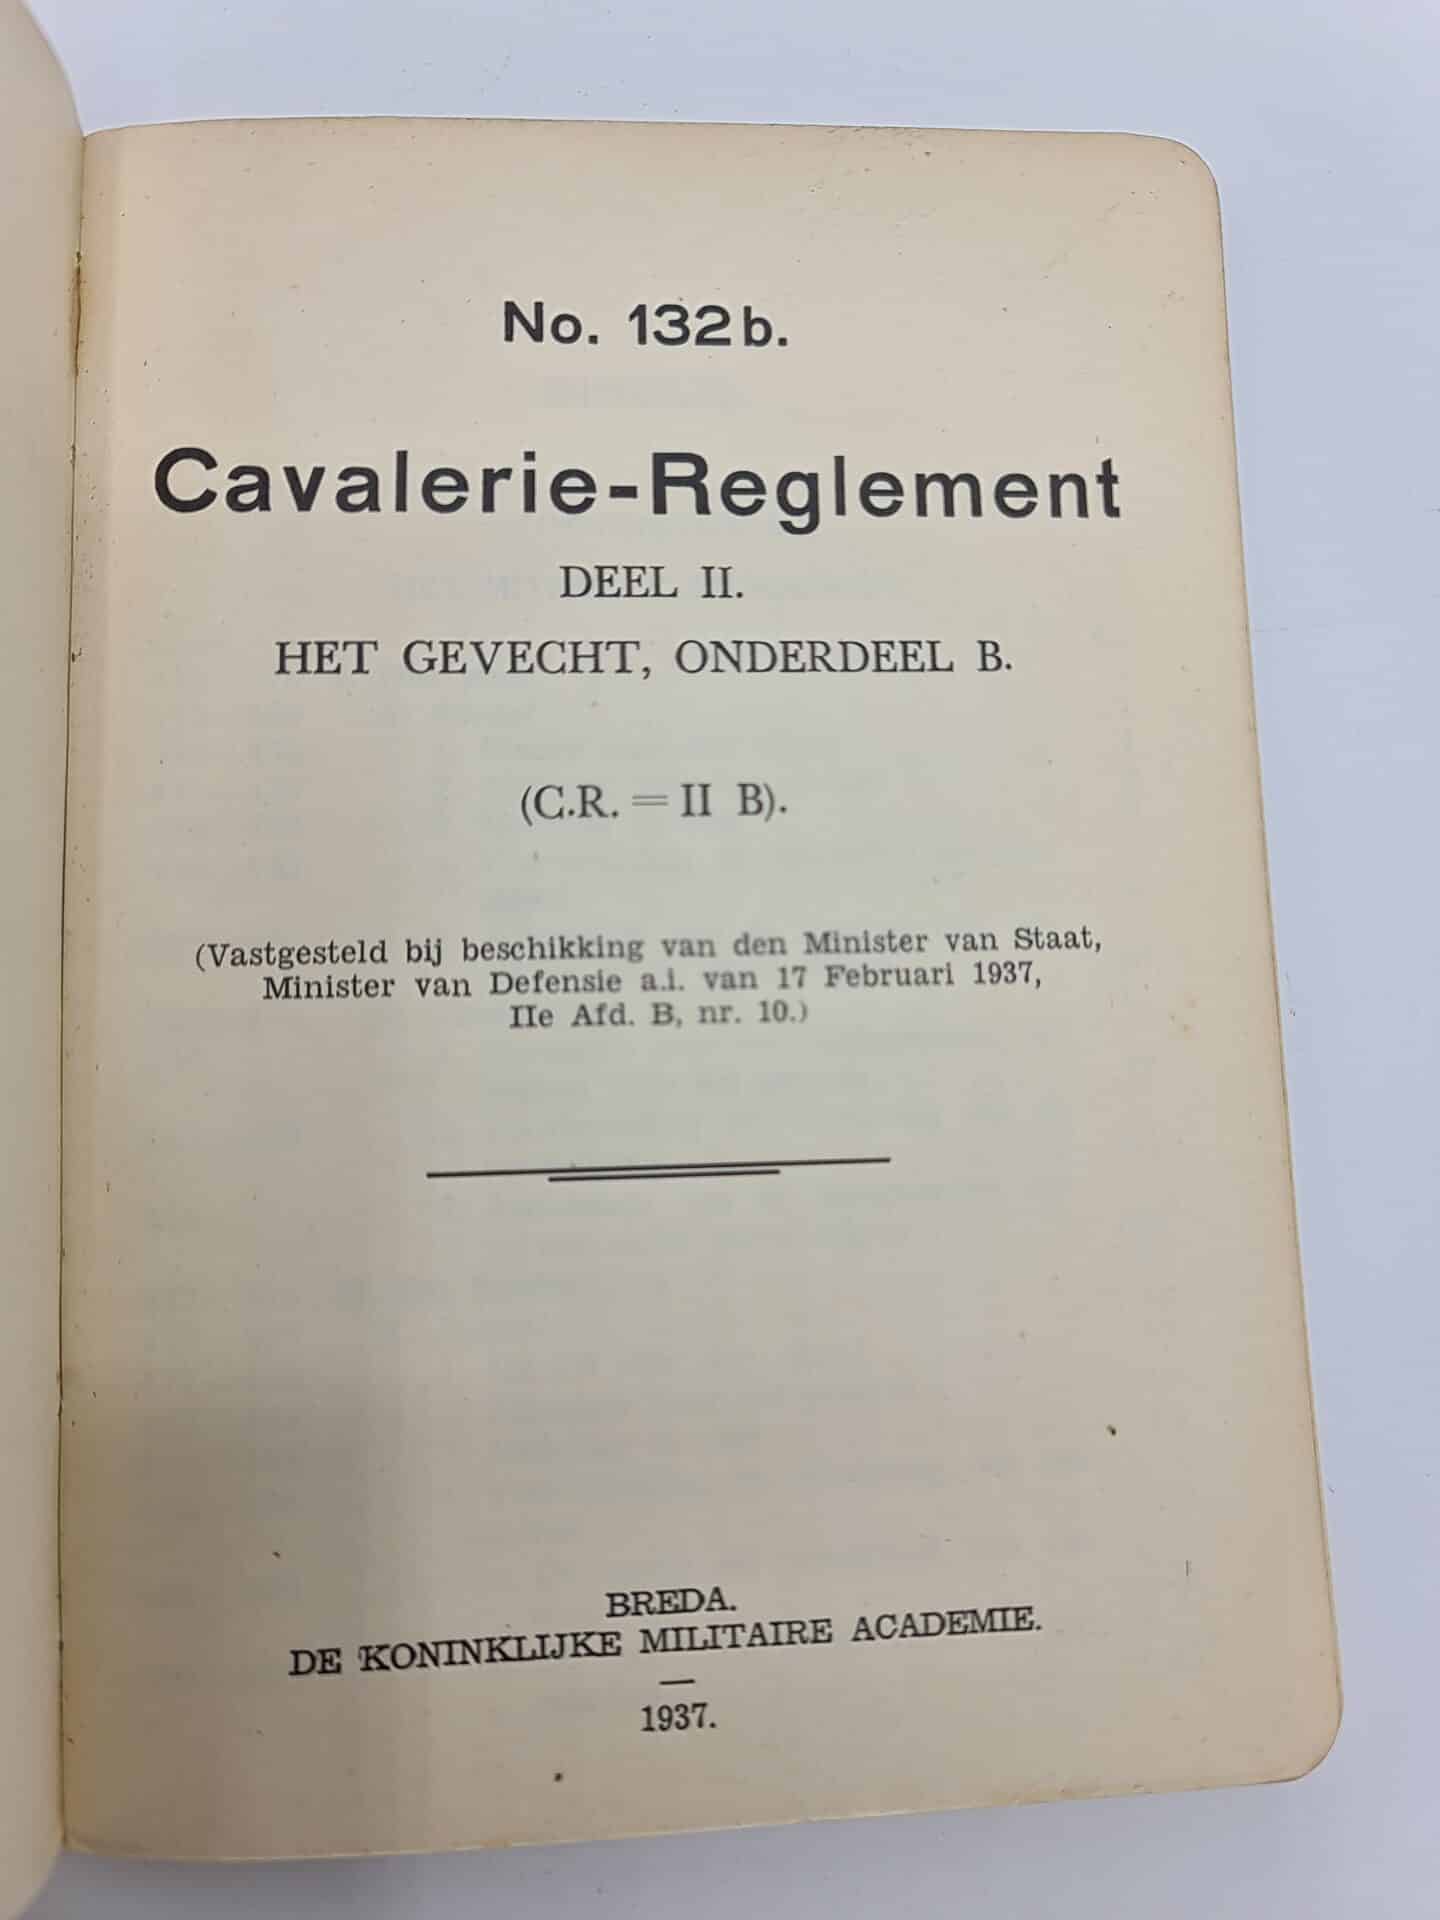 No. 132b.
Cavalerie-Reglement
DEEL II.
HET GEVECHT, ONDERDEEL B.
(C.R. = II B).
(Vastgesteld bij beschikking van den Minister van Staat,
Minister van Defensie a.i. van 17 Februari 1937,
IIe Afd. B, nr. 10.)
BREDA.
DE KONINKLIJKE MILITAIRE ACADEMIE.
—
1937.